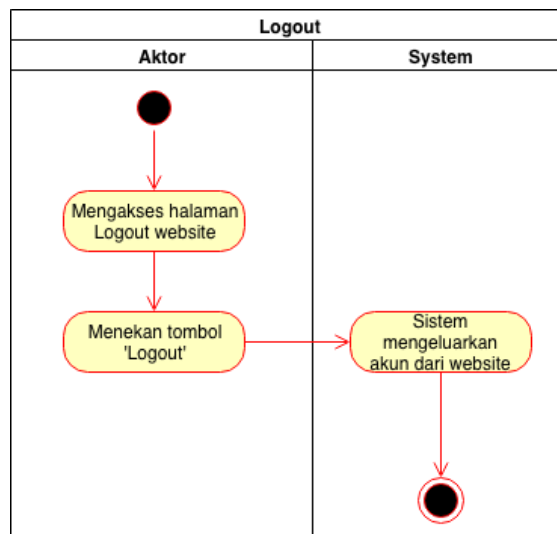 Logout
Aktor
System
Mengakses halaman
Logout website
Menekan tombol
'Logout'
Sistem
mengeluarkan
akun dari website